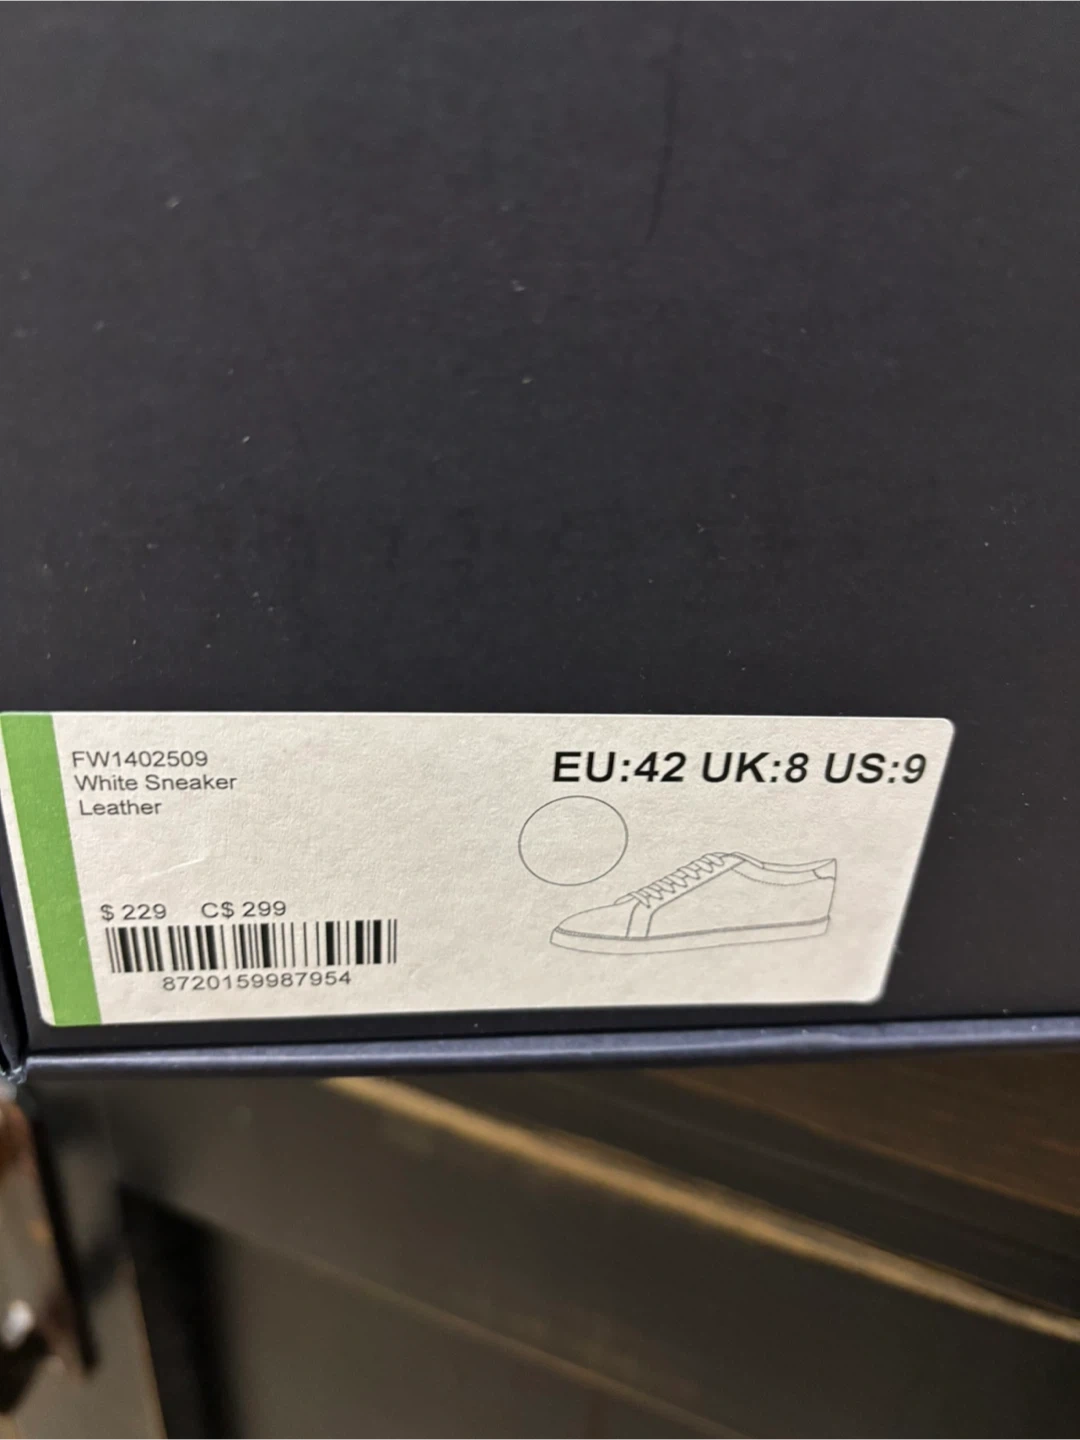 FW1402509
White Sneaker
Leather
EU:42 UK:8 US:9
$ 229 C$ 299
8720159987954